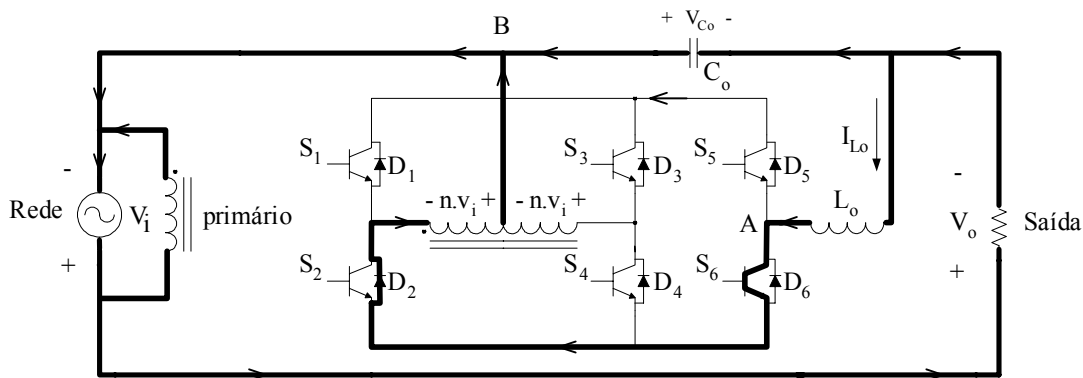 + V_Co -
B
C_o
I_Lo
S_1
D_1
S_3
D_3
S_5
D_5
-
Rede
V_i
+
primário
- n.v_i + - n.v_i +
A
L_o
-
V_o
+
Saída
S_2
D_2
S_4
D_4
S_6
D_6